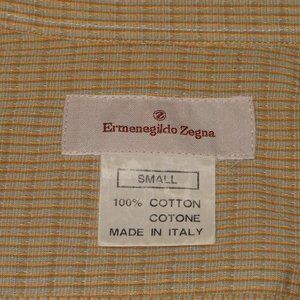 Z
Ermenegildo Zegna
SMALL
100% COTTON
COTONE
MADE IN ITALY